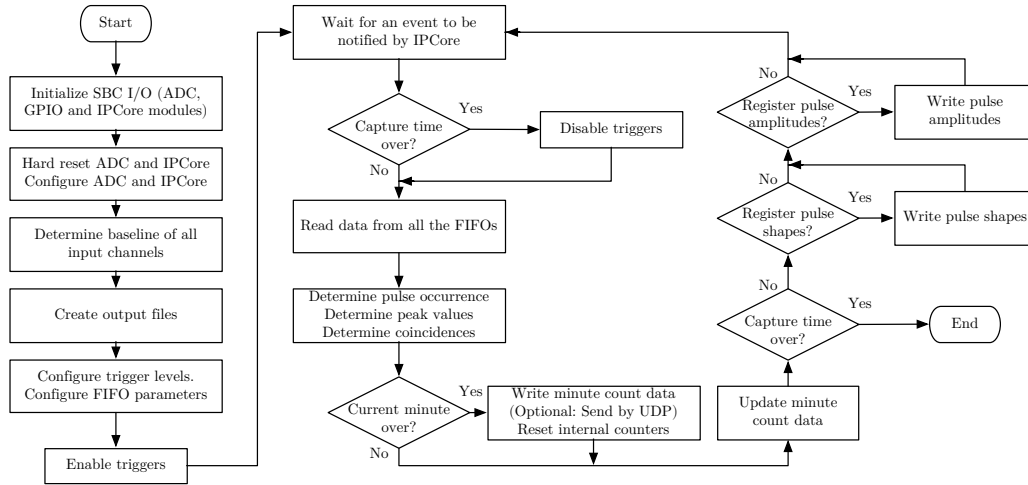 Start
Initialize SBC I/O (ADC,
GPIO and IPCore modules)
Hard reset ADC and IPCore
Configure ADC and IPCore
Determine baseline of all
input channels
Create output files
Configure trigger levels.
Configure FIFO parameters
Enable triggers
Wait for an event to be
notified by IPCore
Capture time
over?
Yes
Disable triggers
No
Read data from all the FIFOs
Determine pulse occurrence
Determine peak values
Determine coincidences
Current minute
over?
Yes
Write minute count data
(Optional: Send by UDP)
Reset internal counters
No
Update minute
count data
Capture time
over?
Yes
End
No
Register pulse
shapes?
Yes
Write pulse shapes
No
Register pulse
amplitudes?
Yes
Write pulse
amplitudes
No